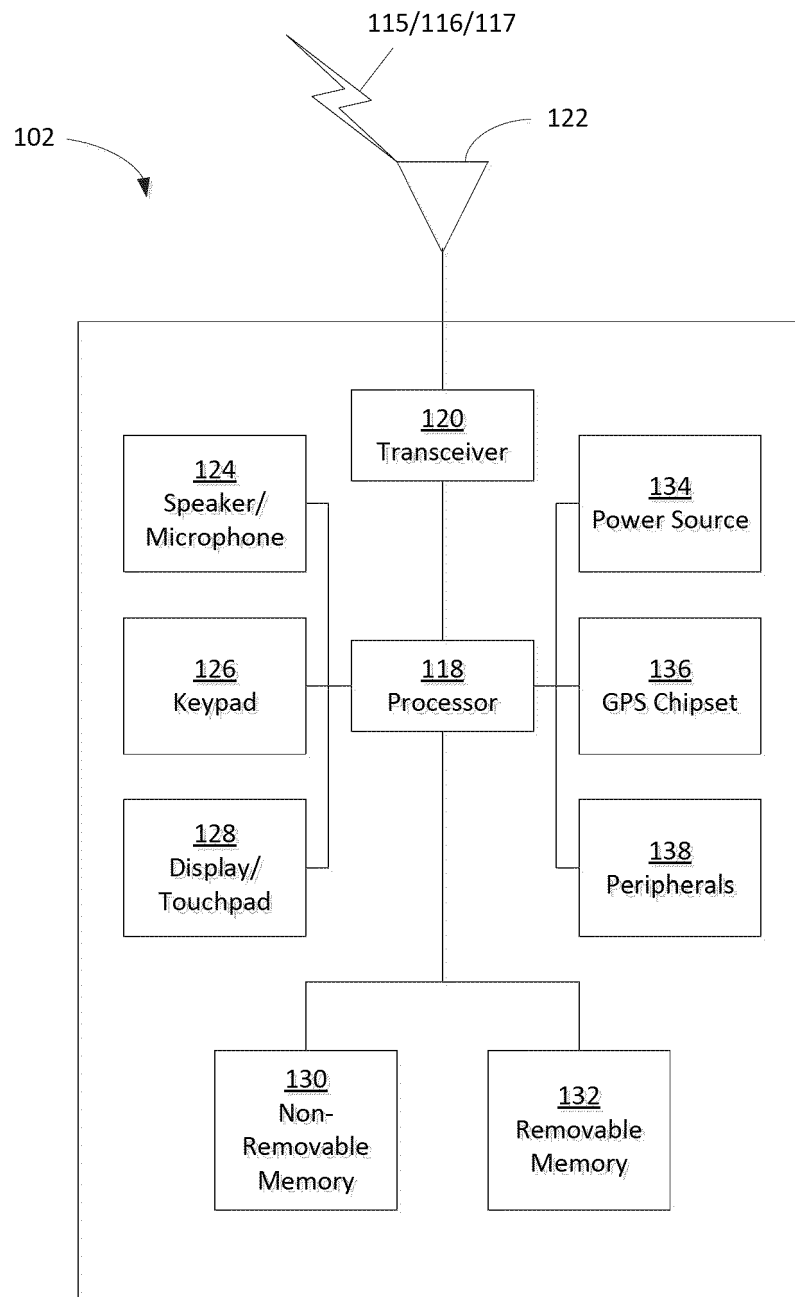 115/116/117
122
102
120
Transceiver
124
Speaker/
Microphone
134
Power Source
126
Keypad
118
Processor
136
GPS Chipset
128
Display/
Touchpad
138
Peripherals
130
Non-
Removable
Memory
132
Removable
Memory